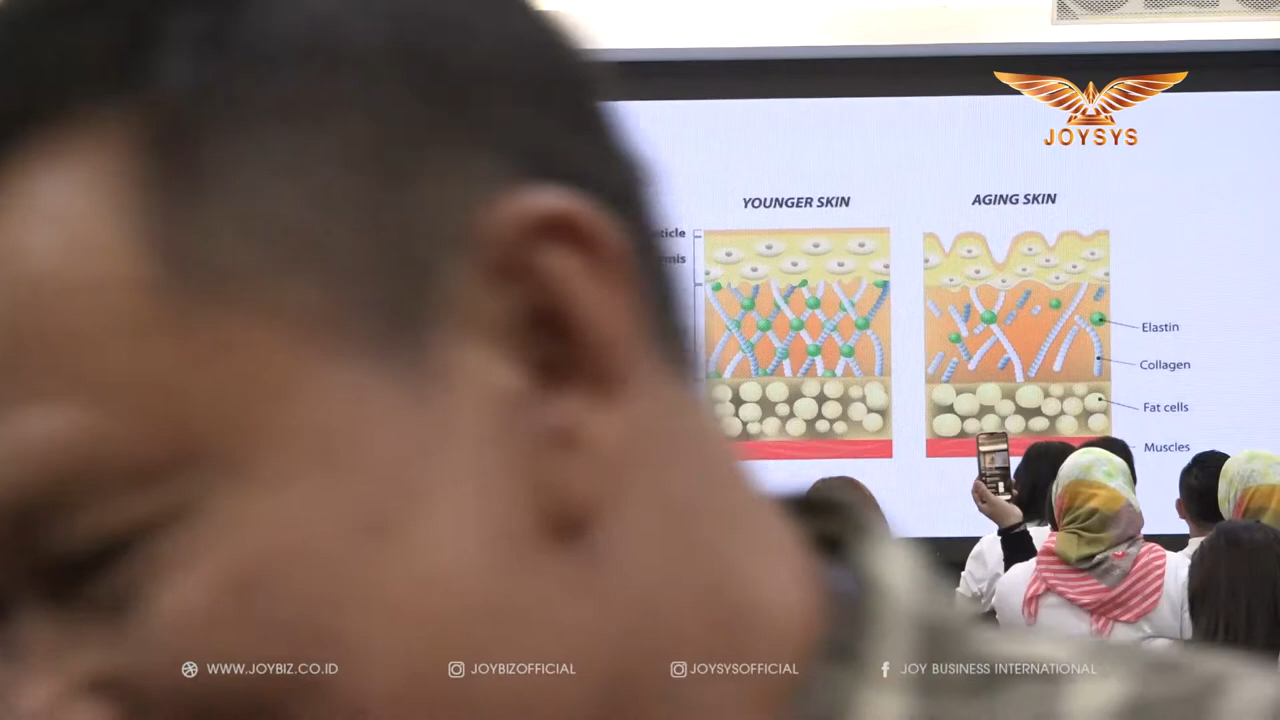 JOYSYS
YOUNGER SKIN
AGING SKIN
Elastin
Collagen
Fat cells
Muscles
WWW.JOYBIZ.CO.ID
JOYBIZOFFICIAL
JOYSYSOFFICIAL
JOY BUSINESS INTERNATIONAL